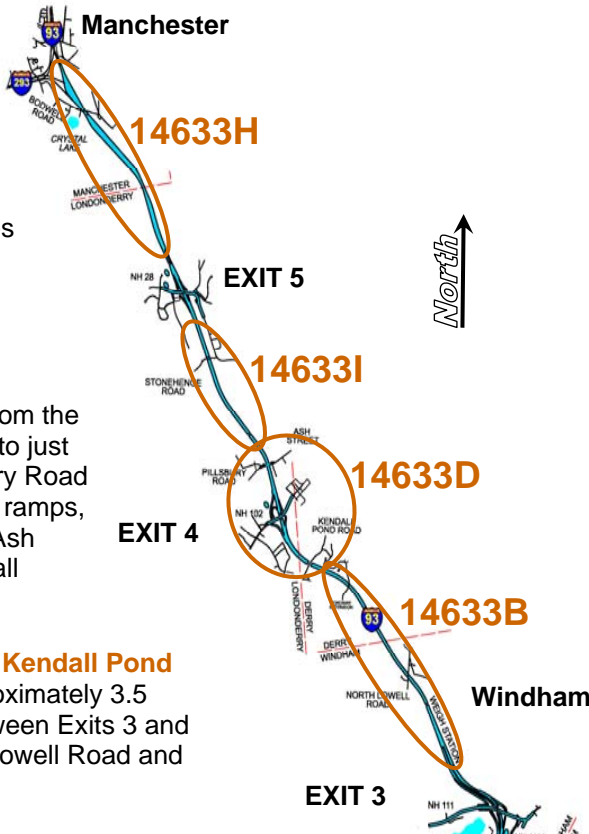 93
Manchester
293
BODWELL
ROAD
CRYSTAL
LAKE
14633H
MANCHESTER
LONDONDERRY
s
North
NH 28
EXIT 5
STONEHENGE
ROAD
14633I
om the
to just
ry Road
ramps,
Ash
all
ASH
STREET
PILLSBURY
ROAD
14633D
NH 102
KENDALL
POND ROAD
EXIT 4
LONDONDERRY
DERRY
93
14633B
DERRY
WINDHAM
Kendall Pond
oximately 3.5
ween Exits 3 and
Lowell Road and
NORTH LOWELL
ROAD
WEIGH STATION
Windham
EXIT 3
NH 111